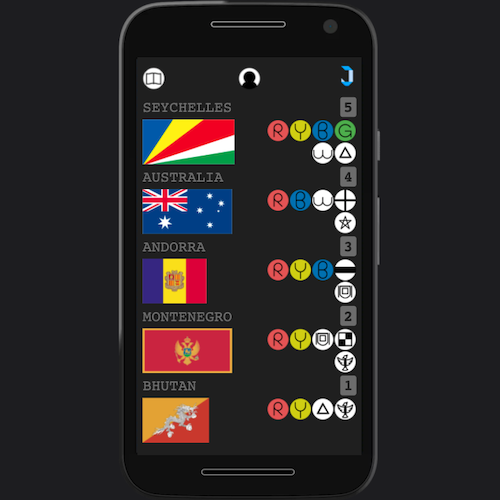 SEYCHELLES 5
R Y B G
W
AUSTRALIA 4
R B W
ANDORRA 3
R Y B
MONTENEGRO 2
R Y
BHUTAN 1
R Y